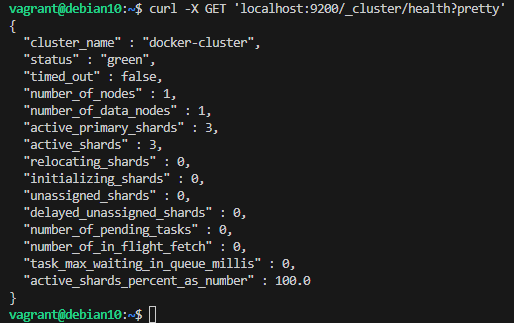 vagrant@debian10:~$ curl -X GET 'localhost:9200/_cluster/health?pretty'
{
  "cluster_name" : "docker-cluster",
  "status" : "green",
  "timed_out" : false,
  "number_of_nodes" : 1,
  "number_of_data_nodes" : 1,
  "active_primary_shards" : 3,
  "active_shards" : 3,
  "relocating_shards" : 0,
  "initializing_shards" : 0,
  "unassigned_shards" : 0,
  "delayed_unassigned_shards" : 0,
  "number_of_pending_tasks" : 0,
  "number_of_in_flight_fetch" : 0,
  "task_max_waiting_in_queue_millis" : 0,
  "active_shards_percent_as_number" : 100.0
}
vagrant@debian10:~$